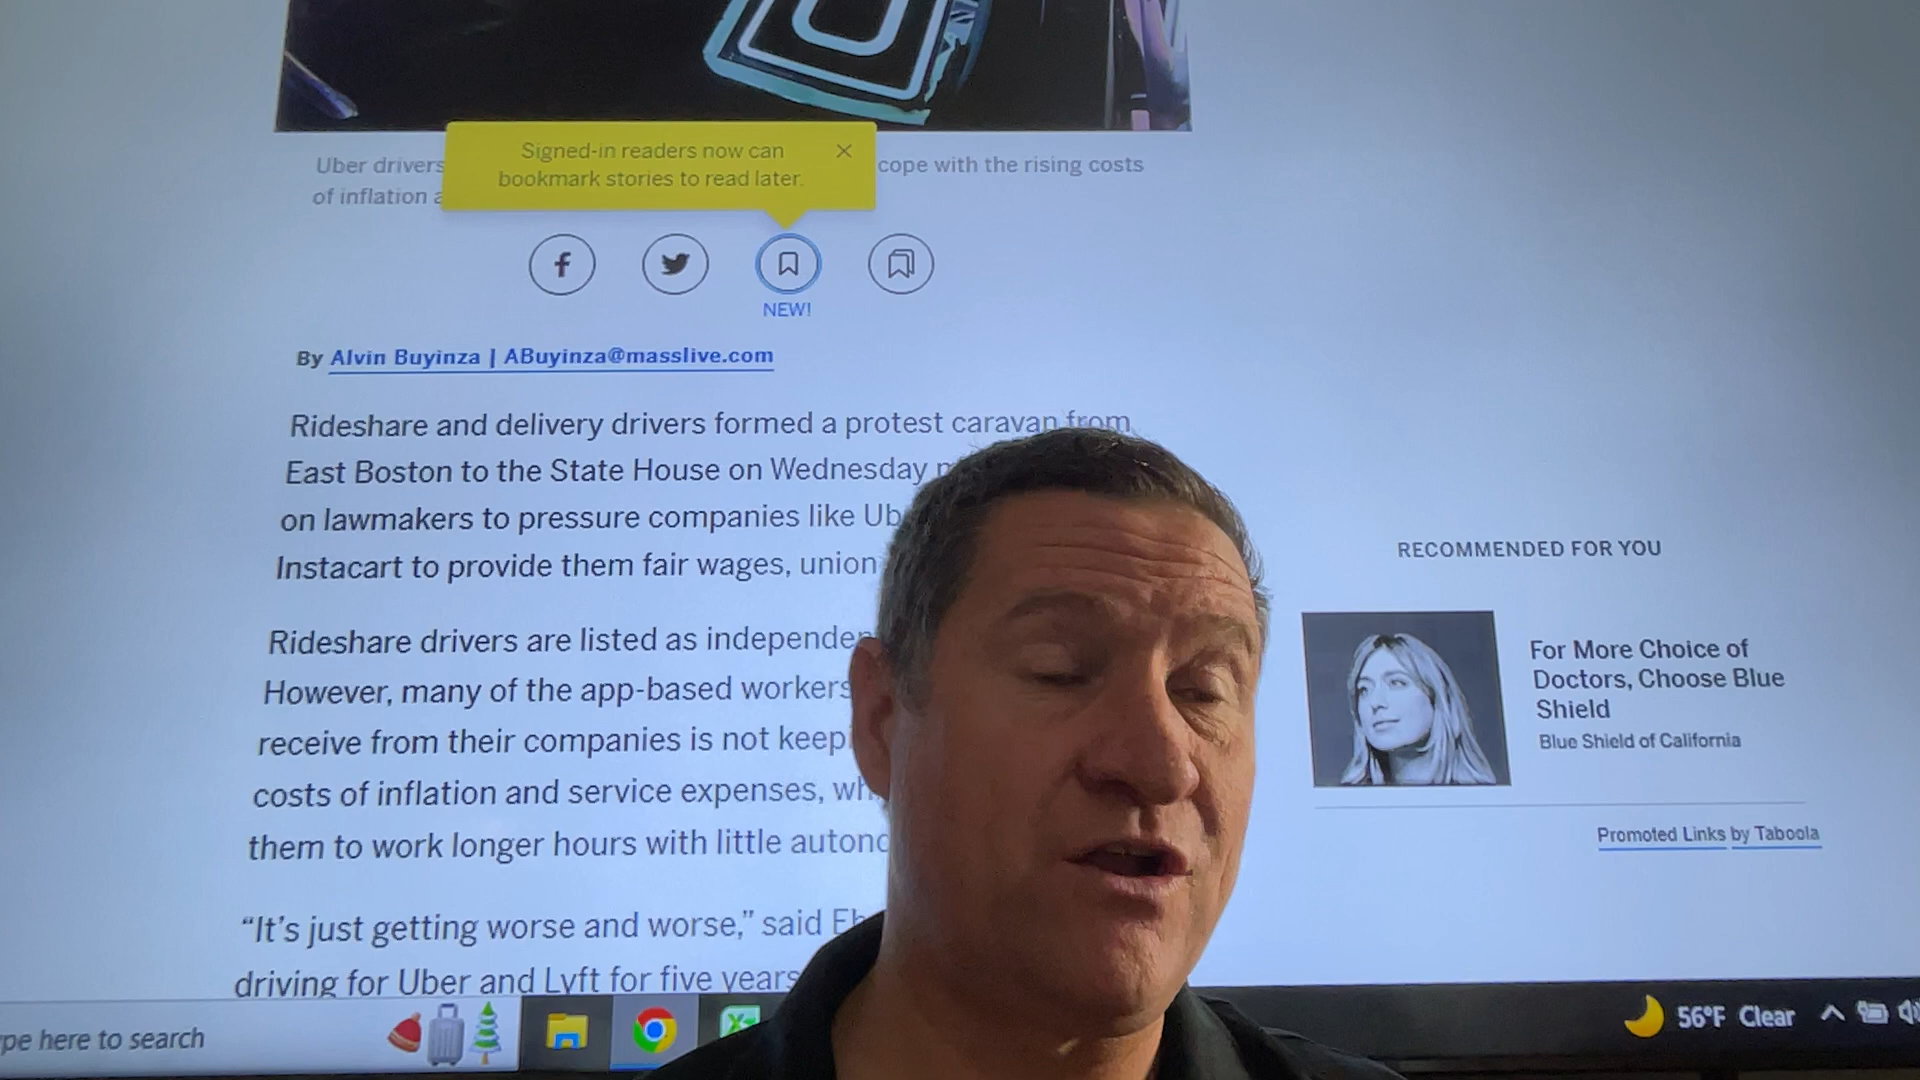 Signed-in readers now can
bookmark stories to read later.
Uber drivers cope with the rising costs
of inflation
NEW!
By Alvin Buyinza | ABuyinza@masslive.com
Rideshare and delivery drivers formed a protest caravan from
East Boston to the State House on Wednesday
on lawmakers to pressure companies like
Instacart to provide them fair wages, union
Rideshare drivers are listed as
However, many of the app-based workers
receive from their companies is not
costs of inflation and service expenses,
them to work longer hours with little
“It’s just getting worse and worse,” said
driving for Uber and Lyft for five years
RECOMMENDED FOR YOU
For More Choice of
Doctors, Choose Blue
Shield
Blue Shield of California
Promoted Links by Taboola
here to search
56°F Clear